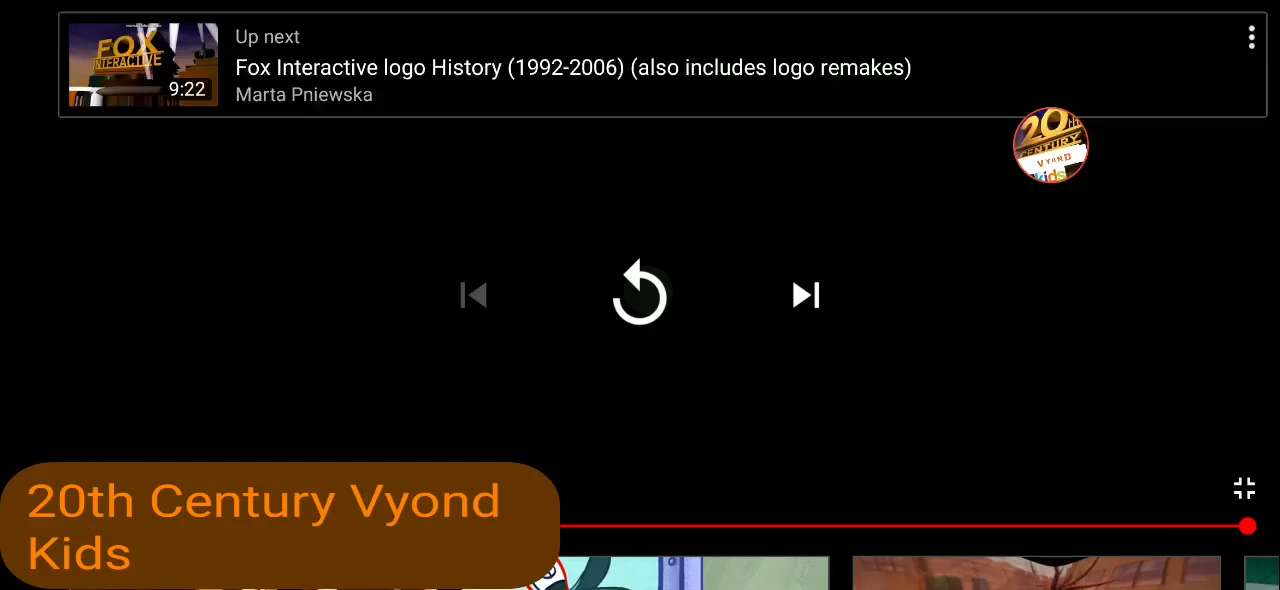 Up next
FOX
INTERACTIVE
9:22
Fox Interactive logo History (1992-2006) (also includes logo remakes)
Marta Pniewska
20th
CENTURY
VYOND
kids
20th Century Vyond
Kids